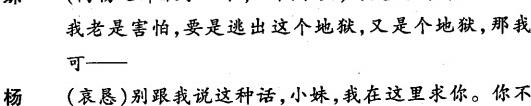 我老是害怕,要是逃出这个地狱,又是个地狱,那我
可——
杨 (哀恳)别跟我说这种话,小妹,我在这里求你。你不